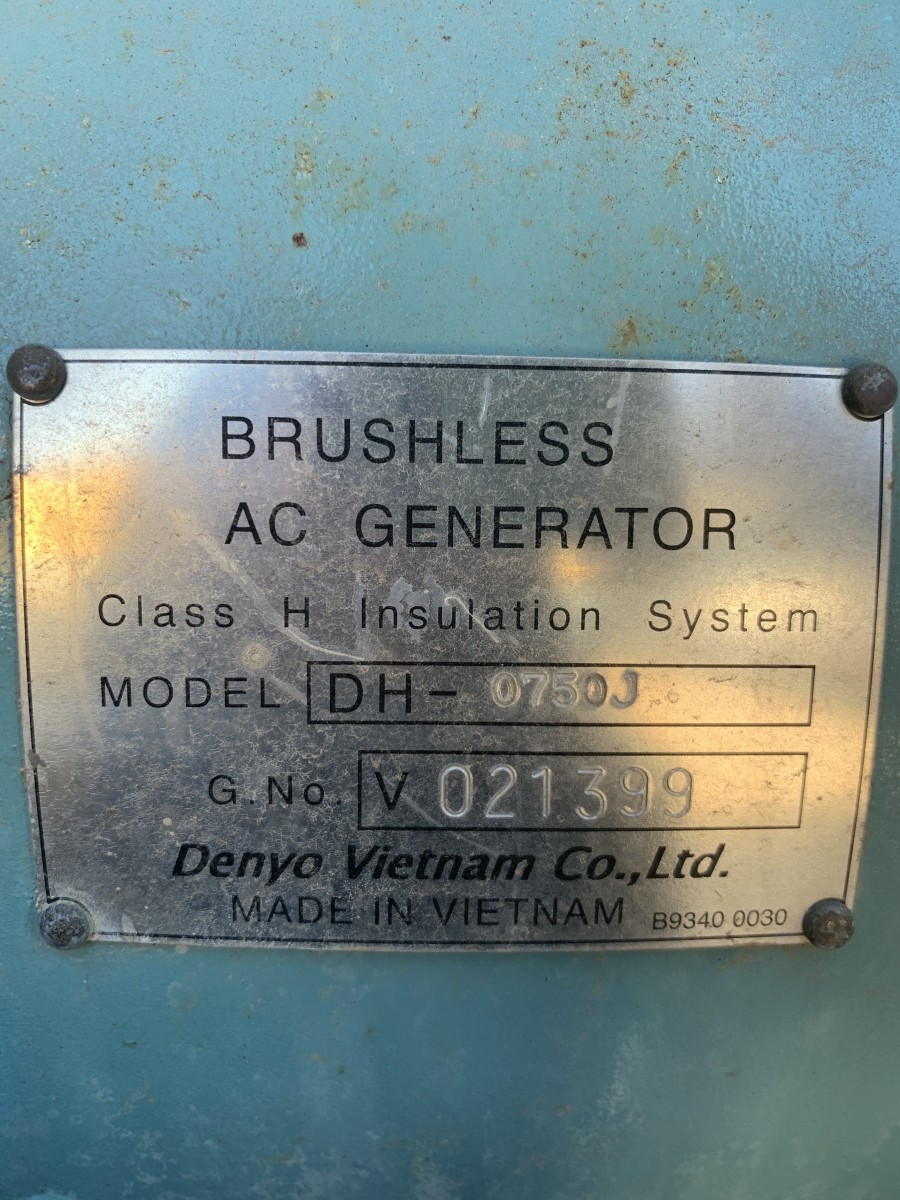 BRUSHLESS
AC GENERATOR
Class H Insulation System
MODEL DH- 0750J
G.No. V 021399
Denyo Vietnam Co.,Ltd.
MADE IN VIETNAM B9340 0030